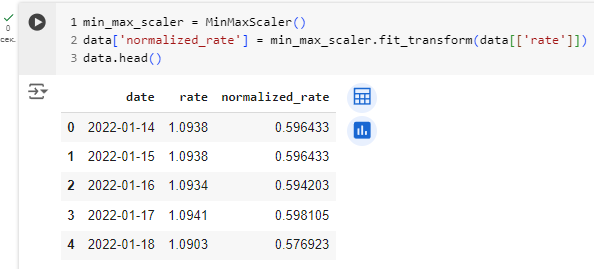 1 min_max_scaler = MinMaxScaler()
2 data['normalized_rate'] = min_max_scaler.fit_transform(data[['rate']])
3 data.head()
0
сек.
date rate normalized_rate
0 2022-01-14 1.0938 0.596433
1 2022-01-15 1.0938 0.596433
2 2022-01-16 1.0934 0.594203
3 2022-01-17 1.0941 0.598105
4 2022-01-18 1.0903 0.576923